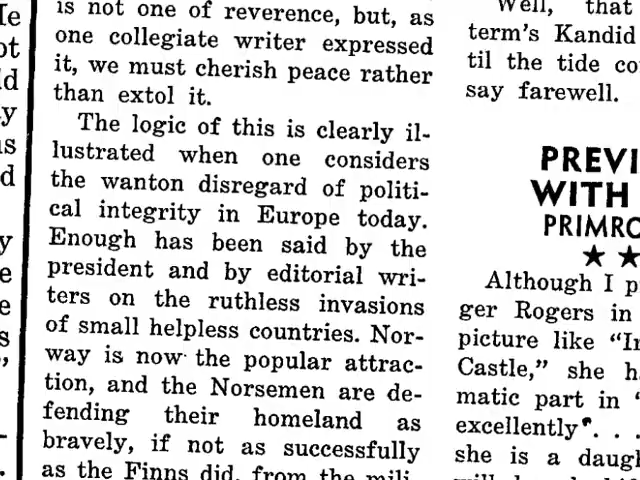 is not one of reverence, but, as
one collegiate writer expressed
it, we must cherish peace rather
than extol it.
The logic of this is clearly il-
lustrated when one considers
the wanton disregard of politi-
cal integrity in Europe today.
Enough has been said by the
president and by editorial wri-
ters on the ruthless invasions
of small helpless countries. Nor-
way is now the popular attrac-
tion, and the Norsemen are de-
fending their homeland as
bravely, if not as successfully
as the Finns did, from the mili-
Well, that
term's Kandid
til the tide
say farewell.
WITH
★ ★
Although I
ger Rogers in
picture like
Castle," she
matic part in
excellently . . .
she is a